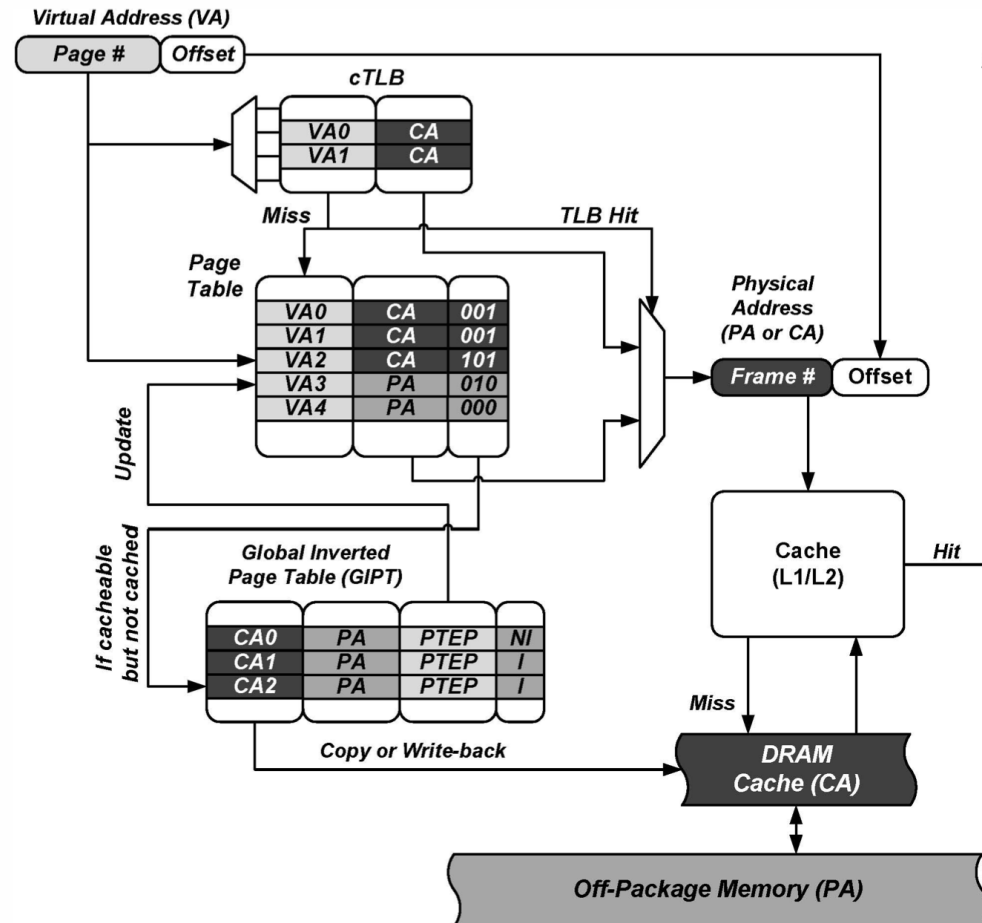 Virtual Address (VA)
Page #
Offset
cTLB
VA0
CA
VA1
CA
Miss
TLB Hit
Page
Table
VA0
CA
001
VA1
CA
001
VA2
CA
101
VA3
PA
010
VA4
PA
000
Physical
Address
(PA or CA)
Frame #
Offset
Update
If cacheable
but not cached
Global Inverted
Page Table (GIPT)
CA0
PA
PTEP
NI
CA1
PA
PTEP
I
CA2
PA
PTEP
I
Copy or Write-back
Cache
(L1/L2)
Hit
Miss
DRAM
Cache (CA)
Off-Package Memory (PA)